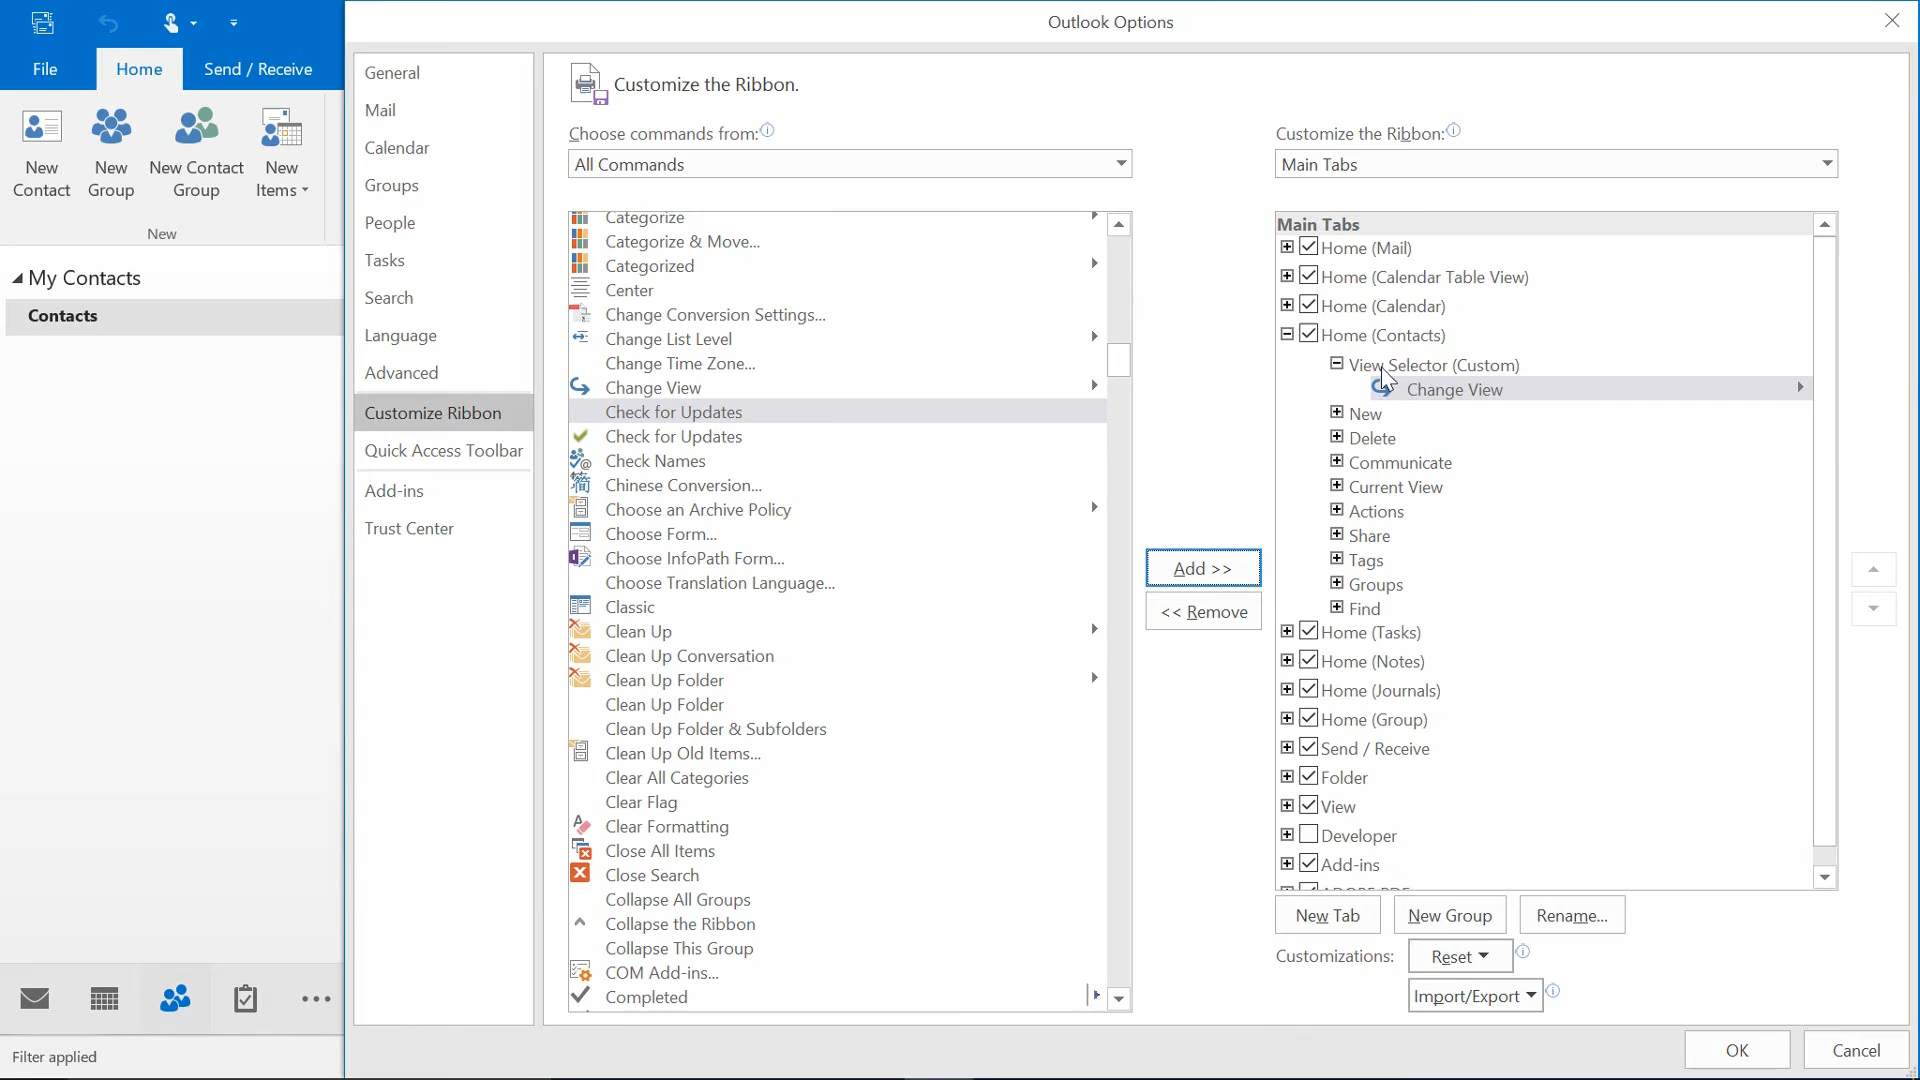 Outlook Options
File
Home
Send / Receive
New Contact
New Group
New Contact Group
New Items
New
My Contacts
Contacts
Filter applied
General
Mail
Calendar
Groups
People
Tasks
Search
Language
Advanced
Customize Ribbon
Quick Access Toolbar
Add-ins
Trust Center
Customize the Ribbon.
Choose commands from:
All Commands
Categorize
Categorize & Move...
Categorized
Center
Change Conversion Settings...
Change List Level
Change Time Zone...
Change View
Check for Updates
Check for Updates
Check Names
Chinese Conversion...
Choose an Archive Policy
Choose Form...
Choose InfoPath Form...
Choose Translation Language...
Classic
Clean Up
Clean Up Conversation
Clean Up Folder
Clean Up Folder
Clean Up Folder & Subfolders
Clean Up Old Items...
Clear All Categories
Clear Flag
Clear Formatting
Close All Items
Close Search
Collapse All Groups
Collapse the Ribbon
Collapse This Group
COM Add-ins...
Completed
Add >>
<< Remove
Customize the Ribbon:
Main Tabs
Main Tabs
Home (Mail)
Home (Calendar Table View)
Home (Calendar)
Home (Contacts)
View Selector (Custom)
Change View
New
Delete
Communicate
Current View
Actions
Share
Tags
Groups
Find
Home (Tasks)
Home (Notes)
Home (Journals)
Home (Group)
Send / Receive
Folder
View
Developer
Add-ins
New Tab
New Group
Rename...
Customizations:
Reset
Import/Export
OK
Cancel